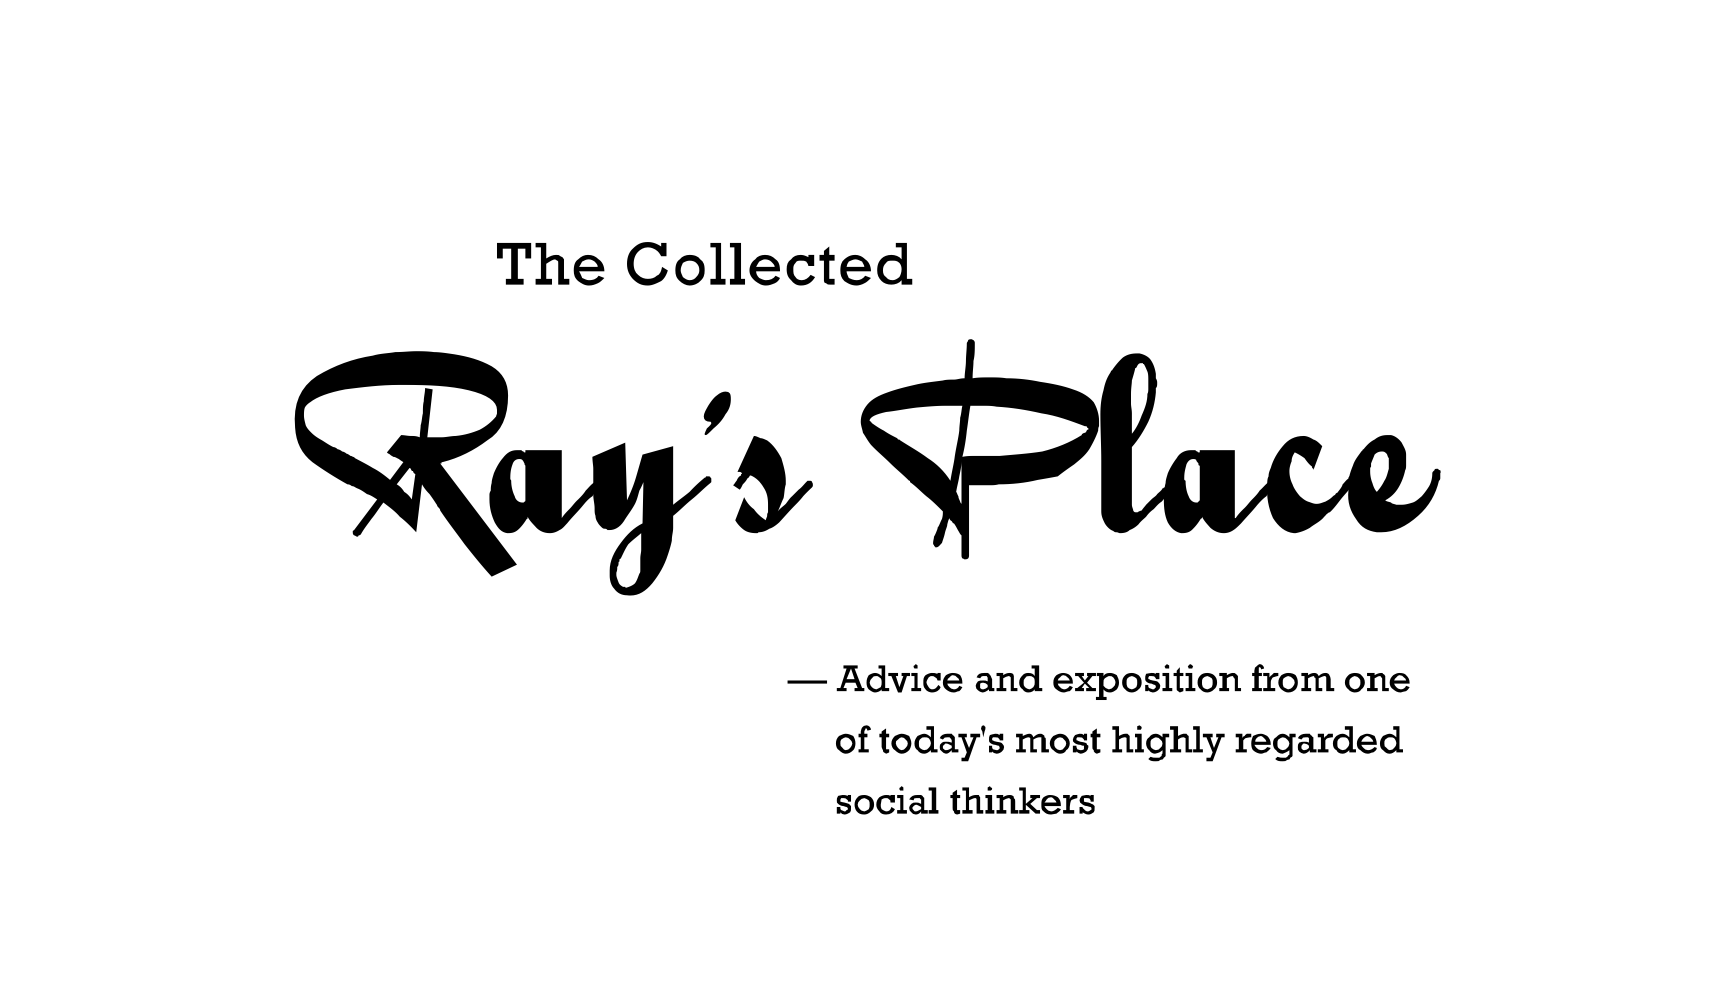 The Collected
Ray's Place
— Advice and exposition from one
of today's most highly regarded
social thinkers